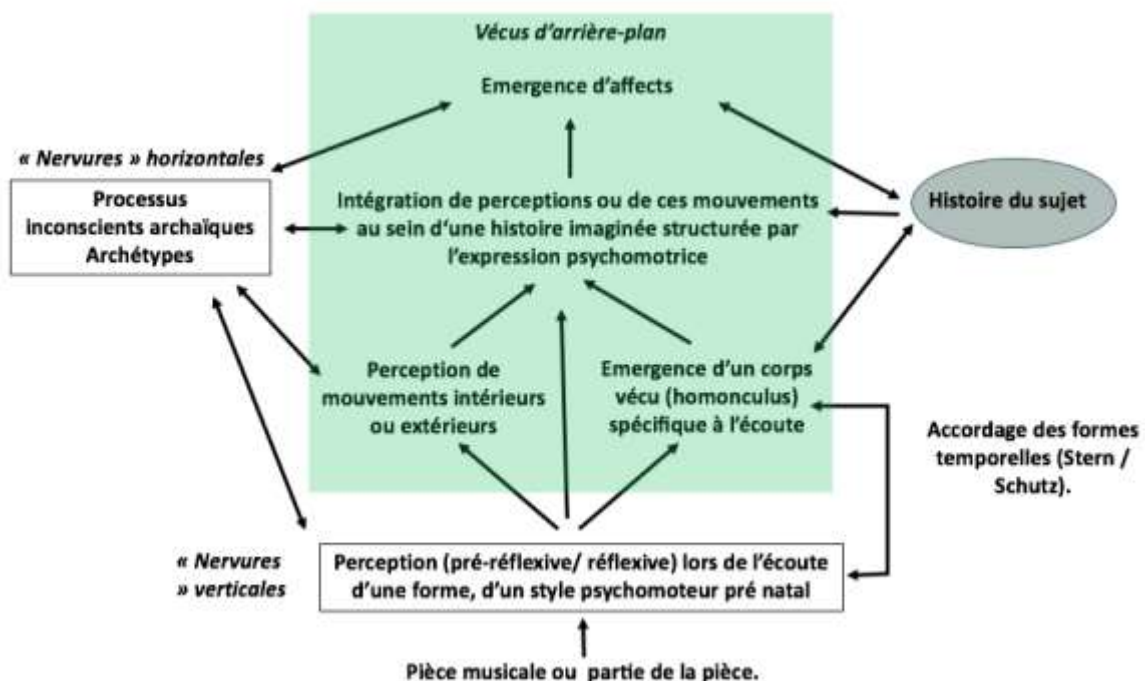 Vécus d'arrière-plan
Emergence d'affects
« Nervures » horizontales
Processus
inconscients archaïques
Archétypes
Intégration de perceptions ou de ces mouvements
au sein d'une histoire imaginée structurée par
l'expression psychomotrice
Histoire du sujet
Perception de
mouvements intérieurs
ou extérieurs
Emergence d'un corps
vécu (homonculus)
spécifique à l'écoute
Accordage des formes
temporelles (Stern /
Schutz).
« Nervures
» verticales
Perception (pré-réflexive/ réflexive) lors de l'écoute
d'une forme, d'un style psychomoteur pré natal
Pièce musicale ou partie de la pièce.